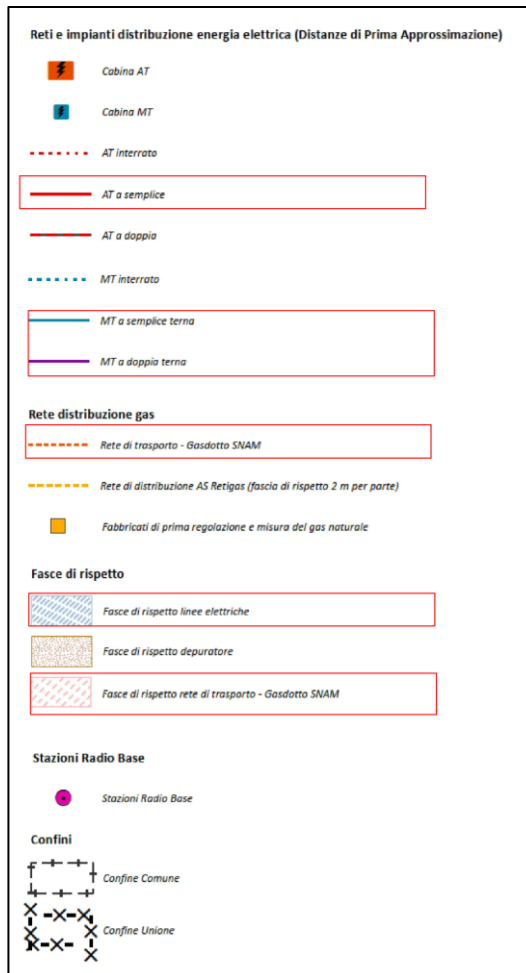 Reti e impianti distribuzione energia elettrica (Distanze di Prima Approssimazione)
Cabina AT
Cabina MT
AT interrato
AT a semplice
AT a doppia
MT interrato
MT a semplice terna
MT a doppia terna
Rete distribuzione gas
Rete di trasporto - Gasdotto SNAM
Rete di distribuzione AS Retigas (fascia di rispetto 2 m per parte)
Fabbricati di prima regolazione e misura del gas naturale
Fasce di rispetto
Fasce di rispetto linee elettriche
Fasce di rispetto depuratore
Fasce di rispetto rete di trasporto - Gasdotto SNAM
Stazioni Radio Base
Stazioni Radio Base
Confini
Confine Comune
Confine Unione